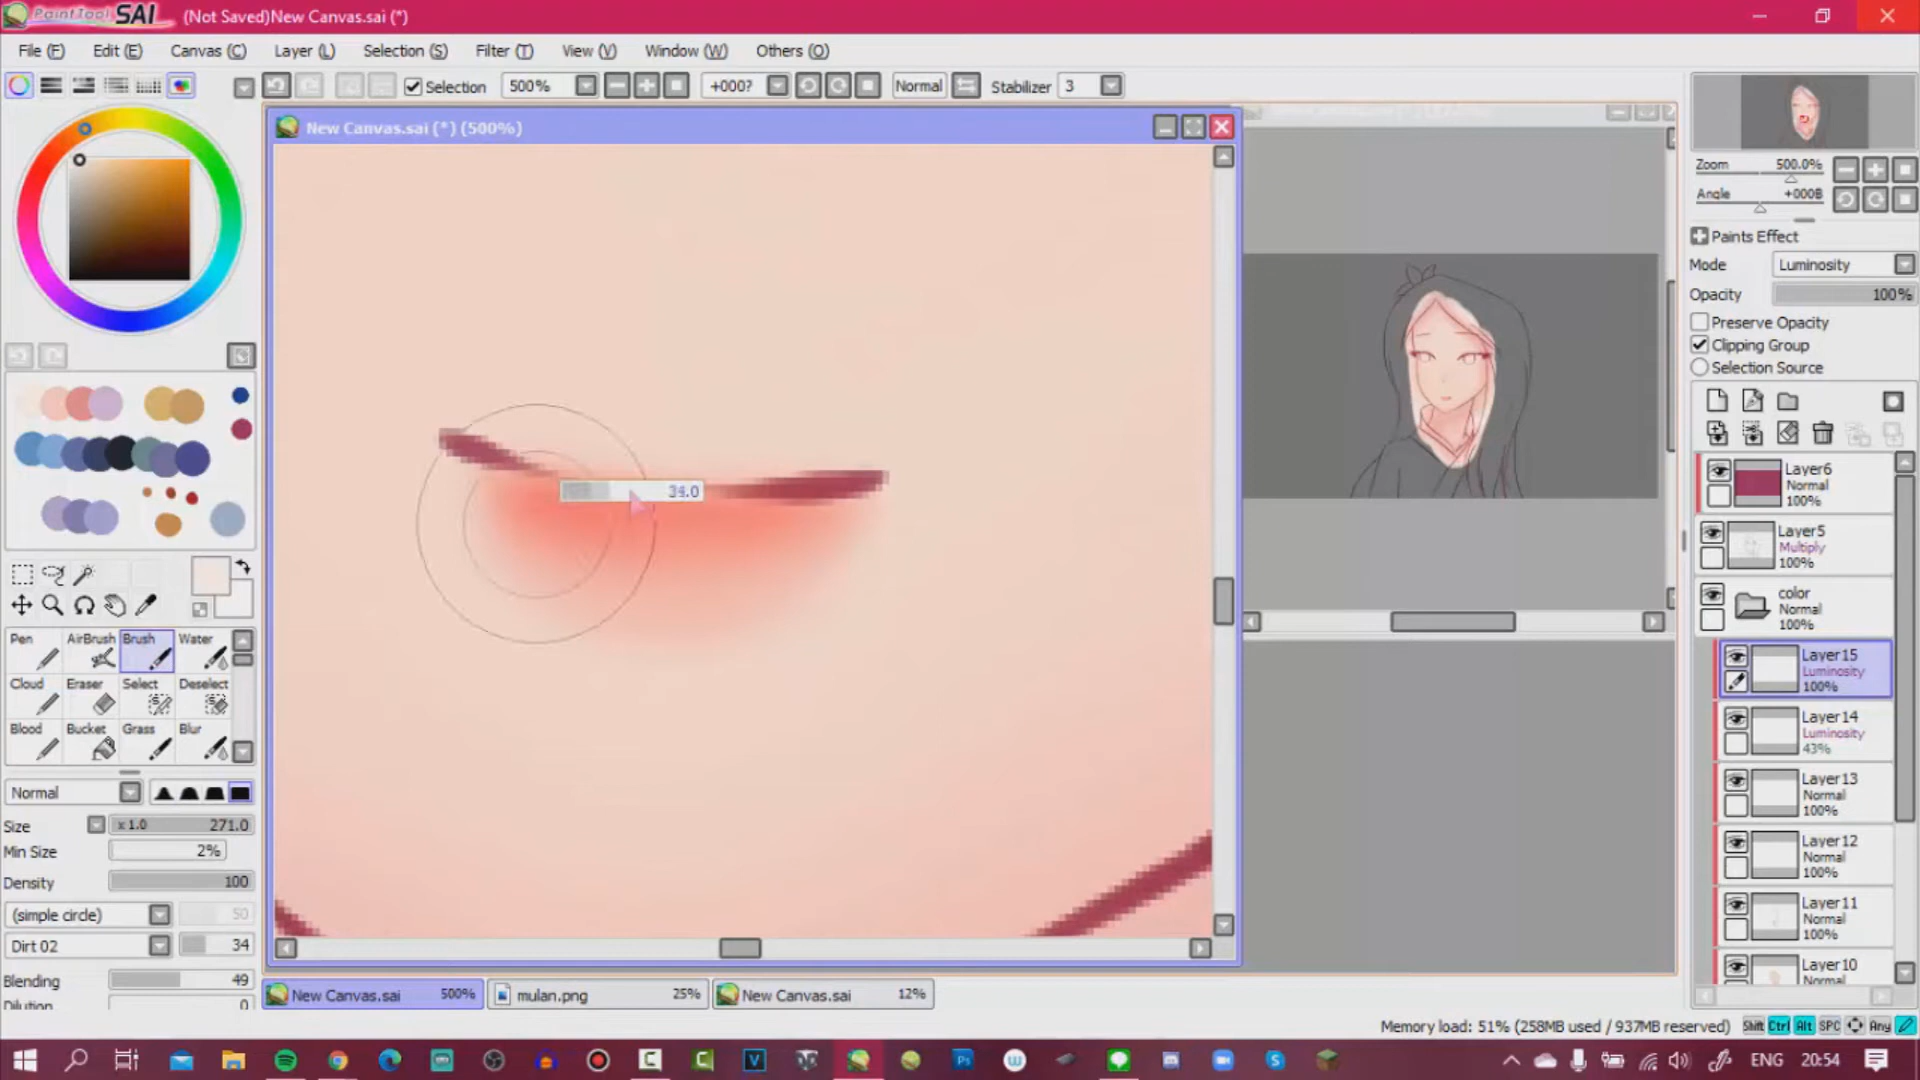 PaintTool SAI (Not Saved)New Canvas.sai (*)
File (F) Edit (E) Canvas (C) Layer (L) Selection (S) Filter (T) View (V) Window (W) Others (O)
Selection 500% +000? Normal Stabilizer 3
New Canvas.sai (*) (500%)
34.0
Zoom 500.0%
Angle +000B
Paints Effect
Mode Luminosity
Opacity 100%
Preserve Opacity
Clipping Group
Selection Source
Layer6
Normal
100%
Layer5
Multiply
100%
color
Normal
100%
Layer15
Luminosity
100%
Layer14
Luminosity
43%
Layer13
Normal
100%
Layer12
Normal
100%
Layer11
Normal
100%
Layer10
Pen AirBrush Brush Water
Cloud Eraser Select Deselect
Blood Bucket Grass Blur
Normal
Size x 1.0 271.0
Min Size 2%
Density 100
(simple circle) 50
Dirt 02 34
Blending 49
Dilution 0
New Canvas.sai 500% mulan.png 25% New Canvas.sai 12%
Memory load: 51% (258MB used / 937MB reserved) Shift Ctrl Alt SPC Any
ENG 20:54